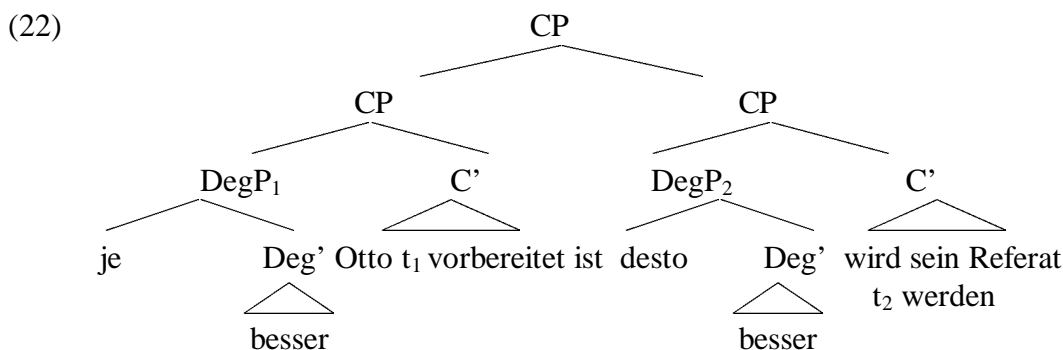 (22) CP
CP CP
DegP₁ C’ DegP₂ C’
je Deg’ Otto t₁ vorbereitet ist desto Deg’ wird sein Referat
t₂ werden
besser besser